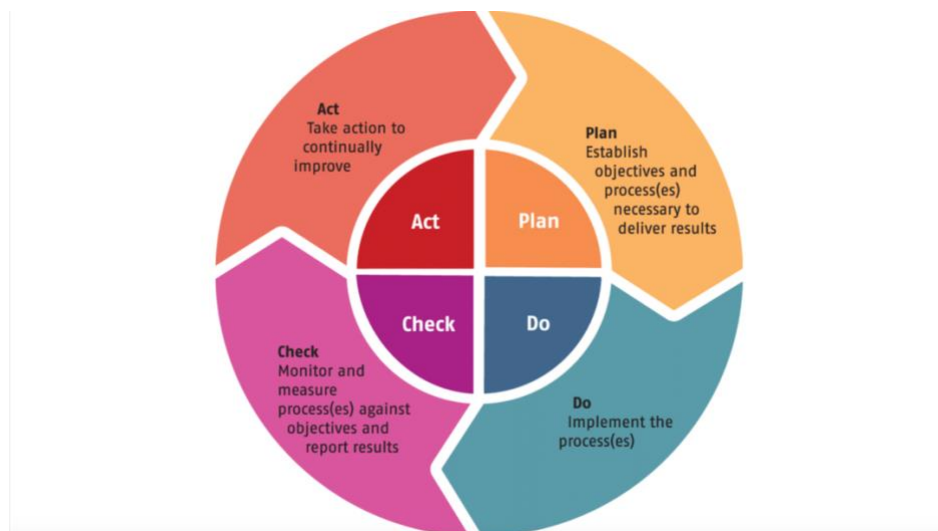 Act
Take action to
continually
improve
Plan
Establish
objectives and
process(es)
necessary to
deliver results
Act
Plan
Check
Do
Check
Monitor and
measure
process(es) against
objectives and
report results
Do
Implement the
process(es)